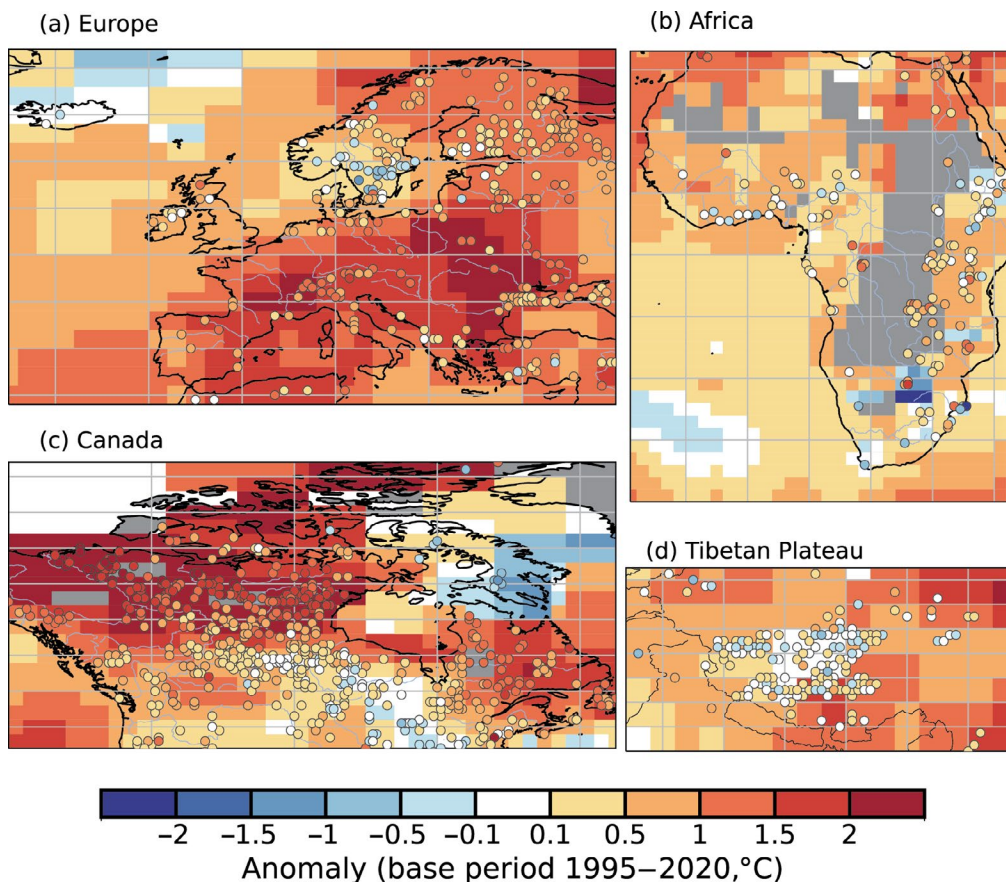 (a) Europe
(b) Africa
(c) Canada
(d) Tibetan Plateau
−2 −1.5 −1 −0.5 −0.1 0.1 0.5 1 1.5 2
Anomaly (base period 1995−2020,°C)